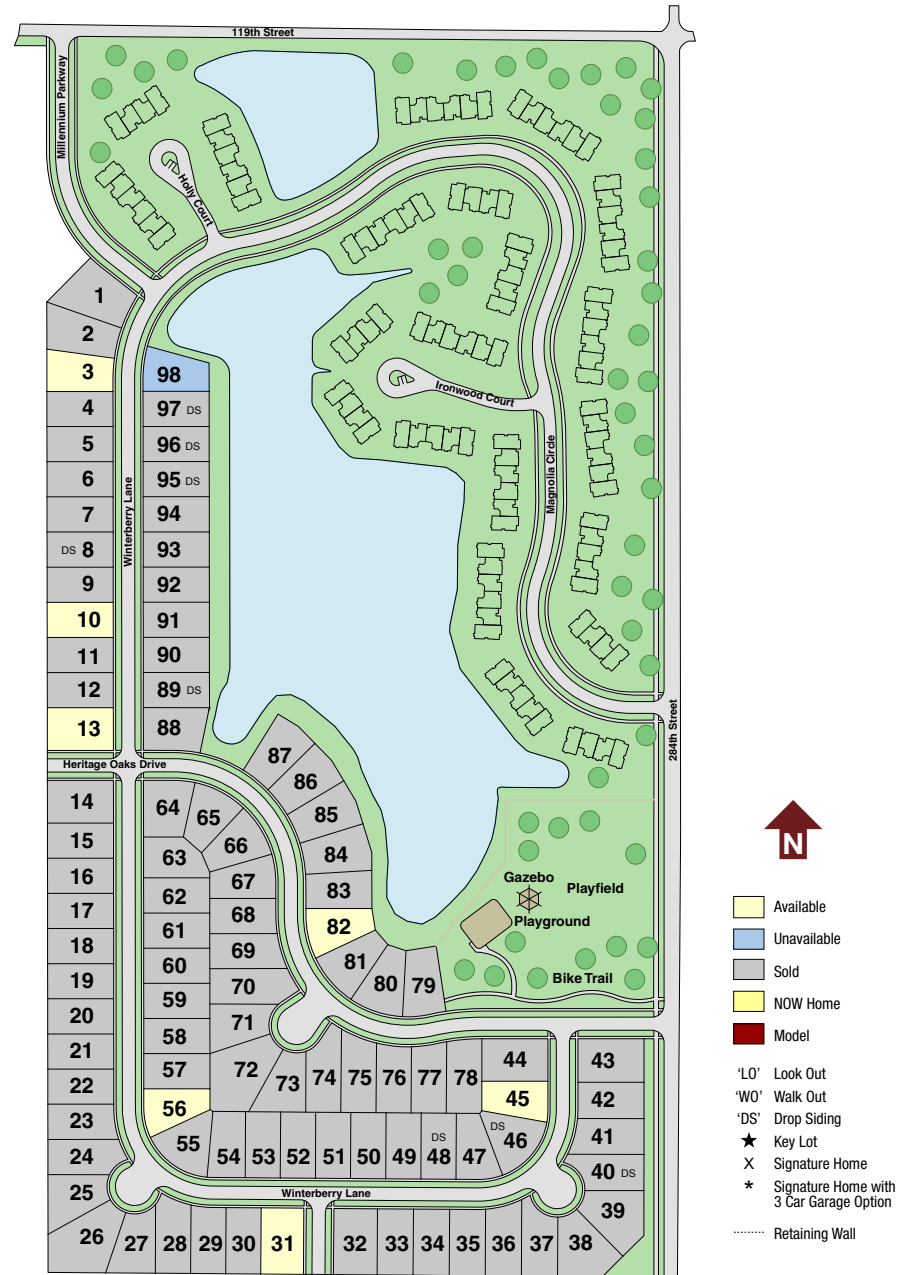 119th Street
Millennium Parkway
Holly Court
1
2
3
98
4
97 DS
5
96 DS
6
95 DS
7
94
DS 8
93
9
92
10
91
11
90
12
89 DS
13
88
Winterberry Lane
Ironwood Court
Magnolia Circle
284th Street
Heritage Oaks Drive
87
86
85
84
83
82
81
80
79
14
15
16
17
18
19
20
21
22
23
24
25
26
64
65
63
66
62
67
61
68
60
69
59
70
58
71
57
72
56
55
73
74
75
76
77
78
44
45
DS
46
54
53
52
51
50
49
DS
48
47
43
42
41
40 DS
39
Winterberry Lane
27
28
29
30
31
32
33
34
35
36
37
38
Gazebo
Playfield
Playground
Bike Trail
N
Available
Unavailable
Sold
NOW Home
Model
'LO' Look Out
'WO' Walk Out
'DS' Drop Siding
★ Key Lot
X Signature Home
* Signature Home with
3 Car Garage Option
Retaining Wall